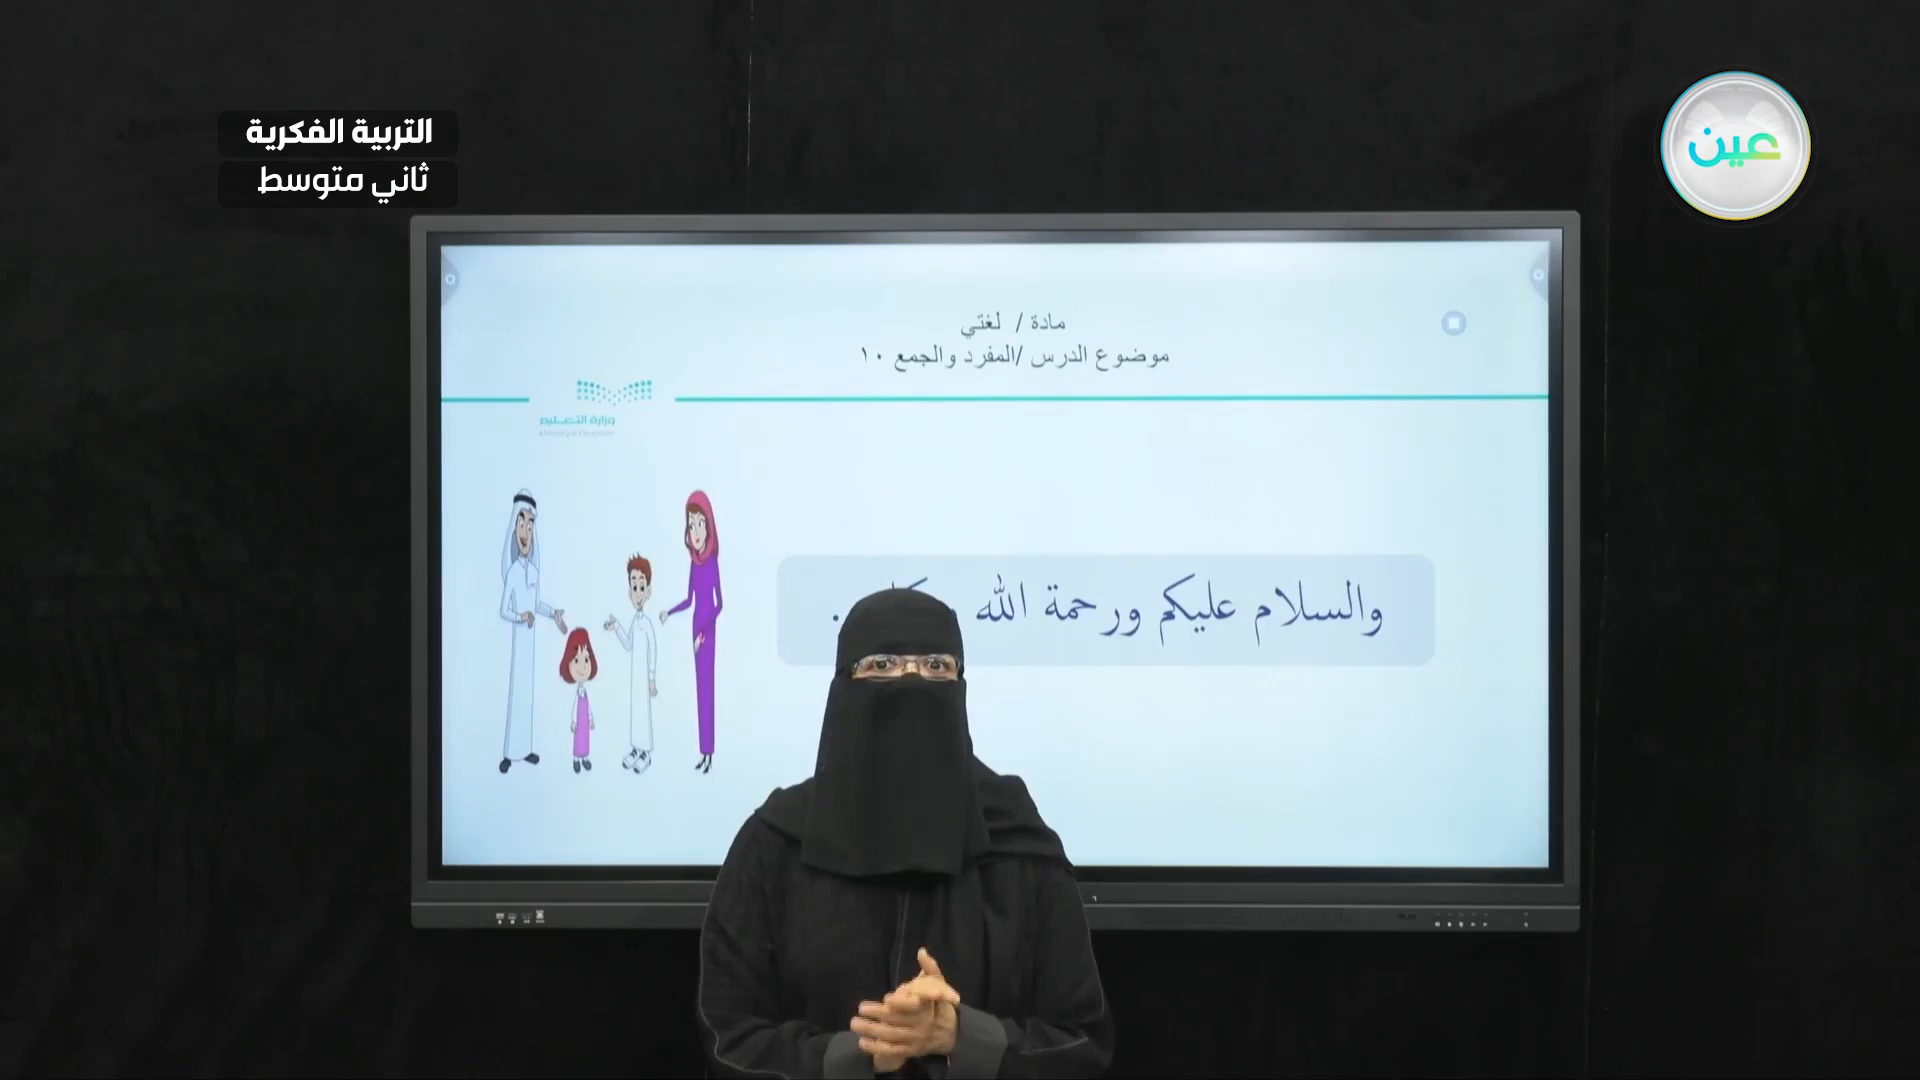 التربية الفكرية
ثاني متوسط
عين
مادة / لغتي
موضوع الدرس /المفرد والجمع ١٠
وزارة التعليم
والسلام عليكم ورحمة الله